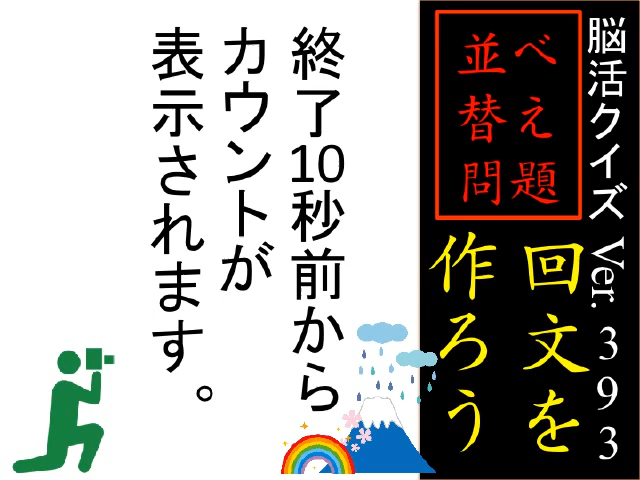 脳活クイズ Ver.393
並べ
替え
問題
回文を
作ろう
終了10秒前から
カウントが
表示されます。